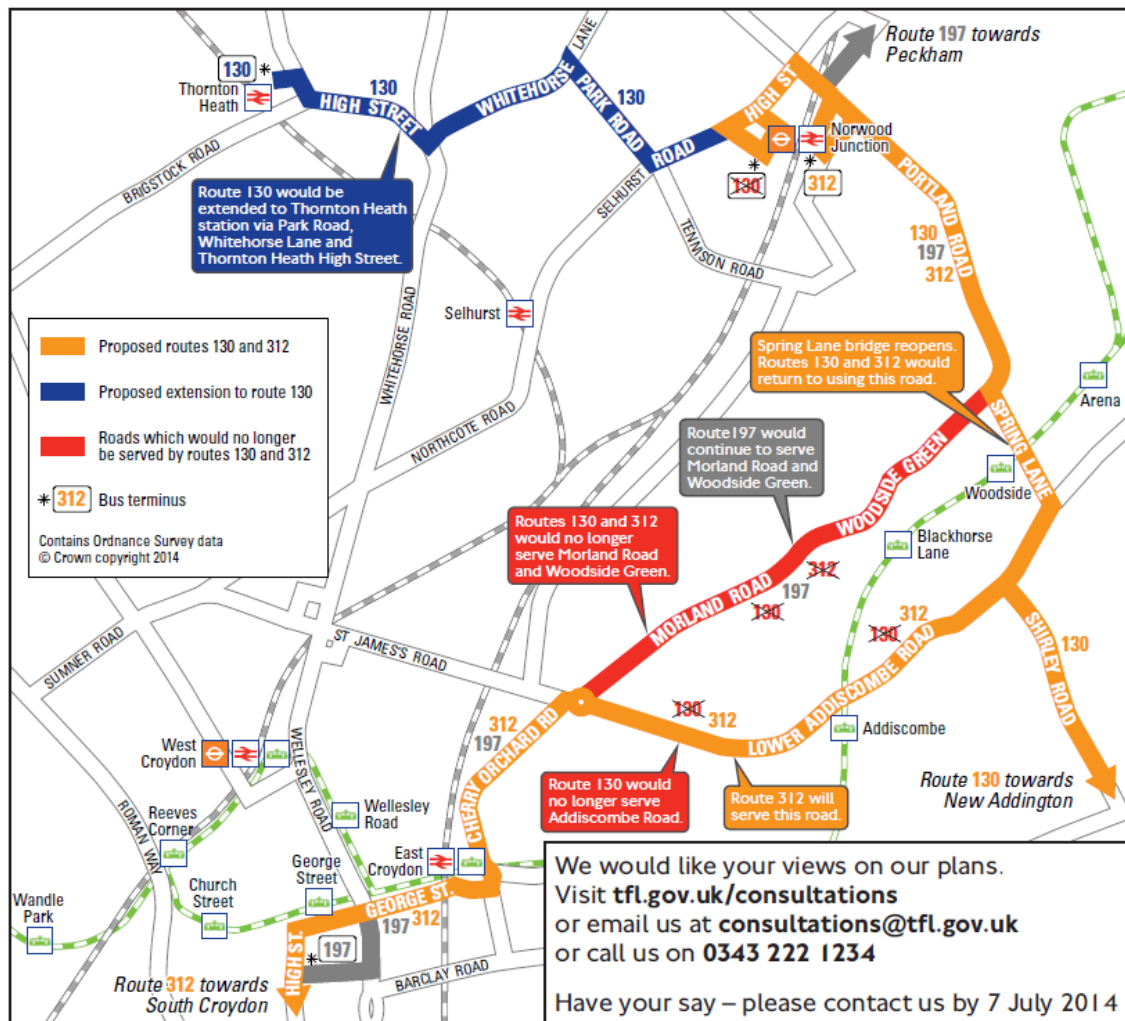 Route 197 towards
Peckham
LANE
130
Thornton
Heath
130
HIGH STREET
WHITEHORSE
PARK ROAD
130
ROAD
HIGH ST
Norwood
Junction
130
312
BRIGSTOCK ROAD
Route 130 would be
extended to Thornton Heath
station via Park Road,
Whitehorse Lane and
Thornton Heath High Street.
SELHURST
TENNISON ROAD
PORTLAND ROAD
130
197
312
Selhurst
WHITEHORSE ROAD
Proposed routes 130 and 312
Proposed extension to route 130
Roads which would no longer
be served by routes 130 and 312
* 312 Bus terminus
Contains Ordnance Survey data
© Crown copyright 2014
Spring Lane bridge reopens.
Routes 130 and 312 would
return to using this road.
Arena
NORTHCOTE ROAD
Route197 would
continue to serve
Morland Road and
Woodside Green.
SPRING LANE
WOODSIDE GREEN
Woodside
Routes 130 and 312
would no longer
serve Morland Road
and Woodside Green.
Blackhorse
Lane
312
197
130
MORLAND ROAD
312
130
SHIRLEY ROAD
130
SUMNER ROAD
ST JAMES'S ROAD
130
312
LOWER ADDISCOMBE ROAD
Addiscombe
312
197
CHERRY ORCHARD RD
West
Croydon
WELLESLEY ROAD
Route 130 would
no longer serve
Addiscombe Road.
Route 312 will
serve this road.
Route 130 towards
New Addington
ROMAN WAY
Reeves
Corner
Wellesley
Road
East
Croydon
George
Street
Church
Street
Wandle
Park
GEORGE ST.
197 312
HIGH ST.
197
BARCLAY ROAD
Route 312 towards
South Croydon
We would like your views on our plans.
Visit tfl.gov.uk/consultations
or email us at consultations@tfl.gov.uk
or call us on 0343 222 1234
Have your say – please contact us by 7 July 2014